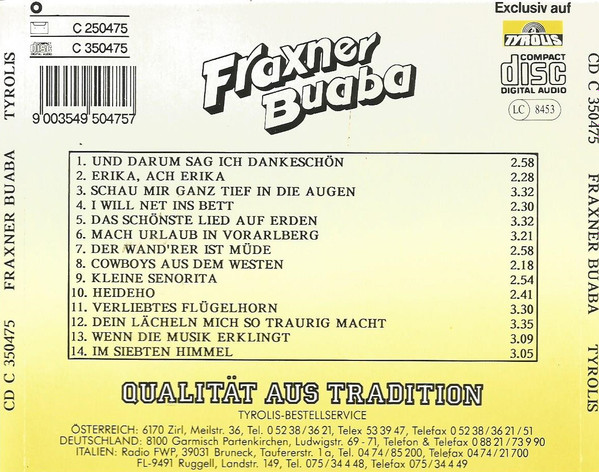 C 250475
C 350475
9 003549 504757
Fraxner
Buaba
Exclusiv auf
TYROLIS
COMPACT
disc
DIGITAL AUDIO
LC 8453
CD C 350475 FRAXNER BUABA TYROLIS
1. UND DARUM SAG ICH DANKESCHÖN 2.58
2. ERIKA, ACH ERIKA 2.28
3. SCHAU MIR GANZ TIEF IN DIE AUGEN 3.32
4. I WILL NET INS BETT 2.30
5. DAS SCHÖNSTE LIED AUF ERDEN 3.32
6. MACH URLAUB IN VORARLBERG 3.21
7. DER WAND'RER IST MÜDE 2.58
8. COWBOYS AUS DEM WESTEN 2.18
9. KLEINE SENORITA 2.54
10. HEIDEHO 2.41
11. VERLIEBTES FLÜGELHORN 3.30
12. DEIN LÄCHELN MICH SO TRAURIG MACHT 3.35
13. WENN DIE MUSIK ERKLINGT 3.09
14. IM SIEBTEN HIMMEL 3.05
QUALITÄT AUS TRADITION
TYROLIS-BESTELLSERVICE
ÖSTERREICH: 6170 Zirl, Meilstr. 36, Tel. 0 52 38/36 21, Telex 53 39 47, Telefax 0 52 38/36 21/51
DEUTSCHLAND: 8100 Garmisch Partenkirchen, Ludwigstr. 69 - 71, Telefon & Telefax 0 88 21/73 9 90
ITALIEN: Radio FWP, 39031 Bruneck, Taufererstr. 1 a, Tel. 04 74/85 200, Telefax 04 74/21 700
FL-9491 Ruggell, Landstr. 149, Tel. 075/3 44 48, Telefax 075/3 44 49
CD C 350475 FRAXNER BUABA TYROLIS